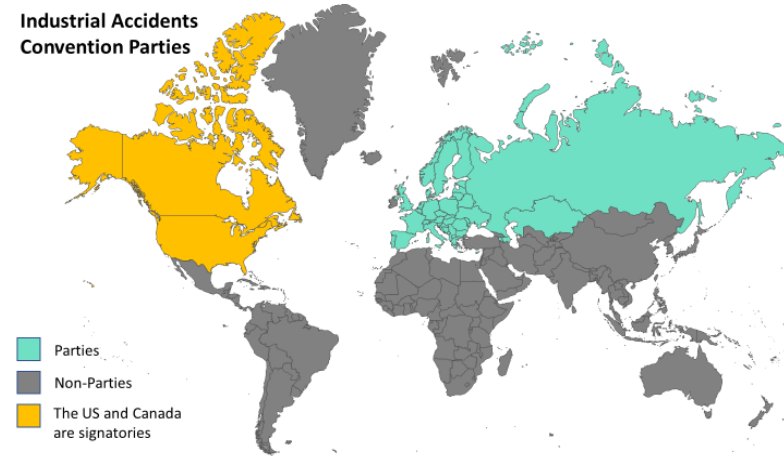 Industrial Accidents
Convention Parties
Parties
Non-Parties
The US and Canada
are signatories